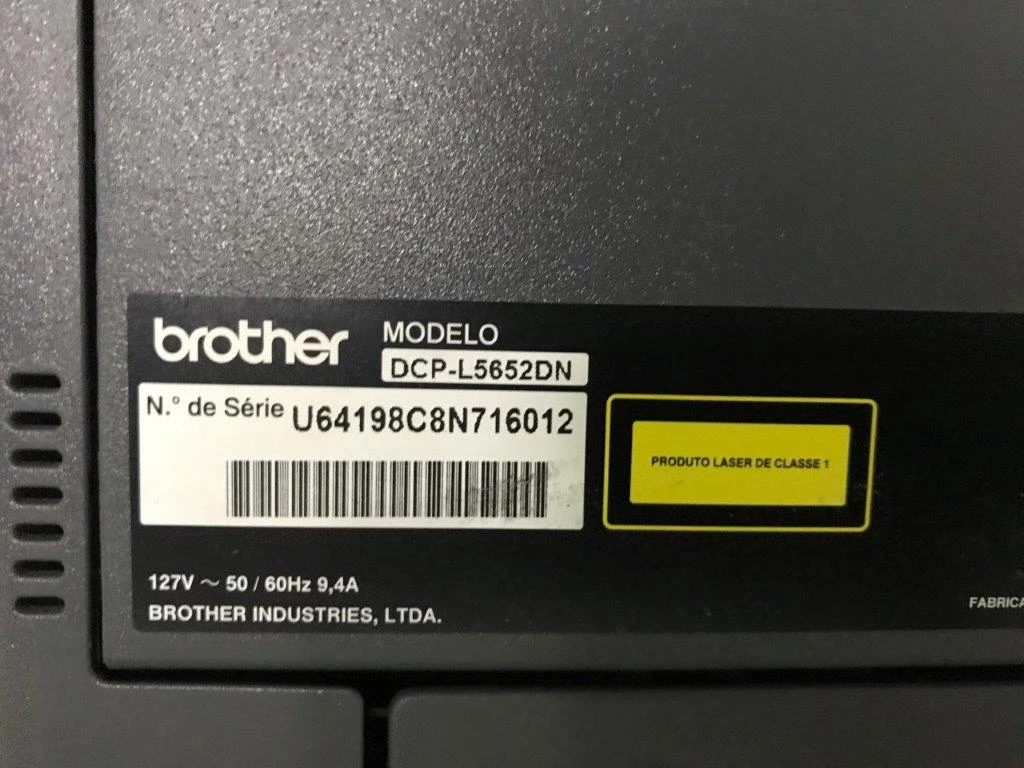 brother
MODELO
DCP-L5652DN
N.° de Série U64198C8N716012
PRODUTO LASER DE CLASSE 1
127V ~ 50 / 60Hz 9,4A
BROTHER INDUSTRIES, LTDA.
FABRICA